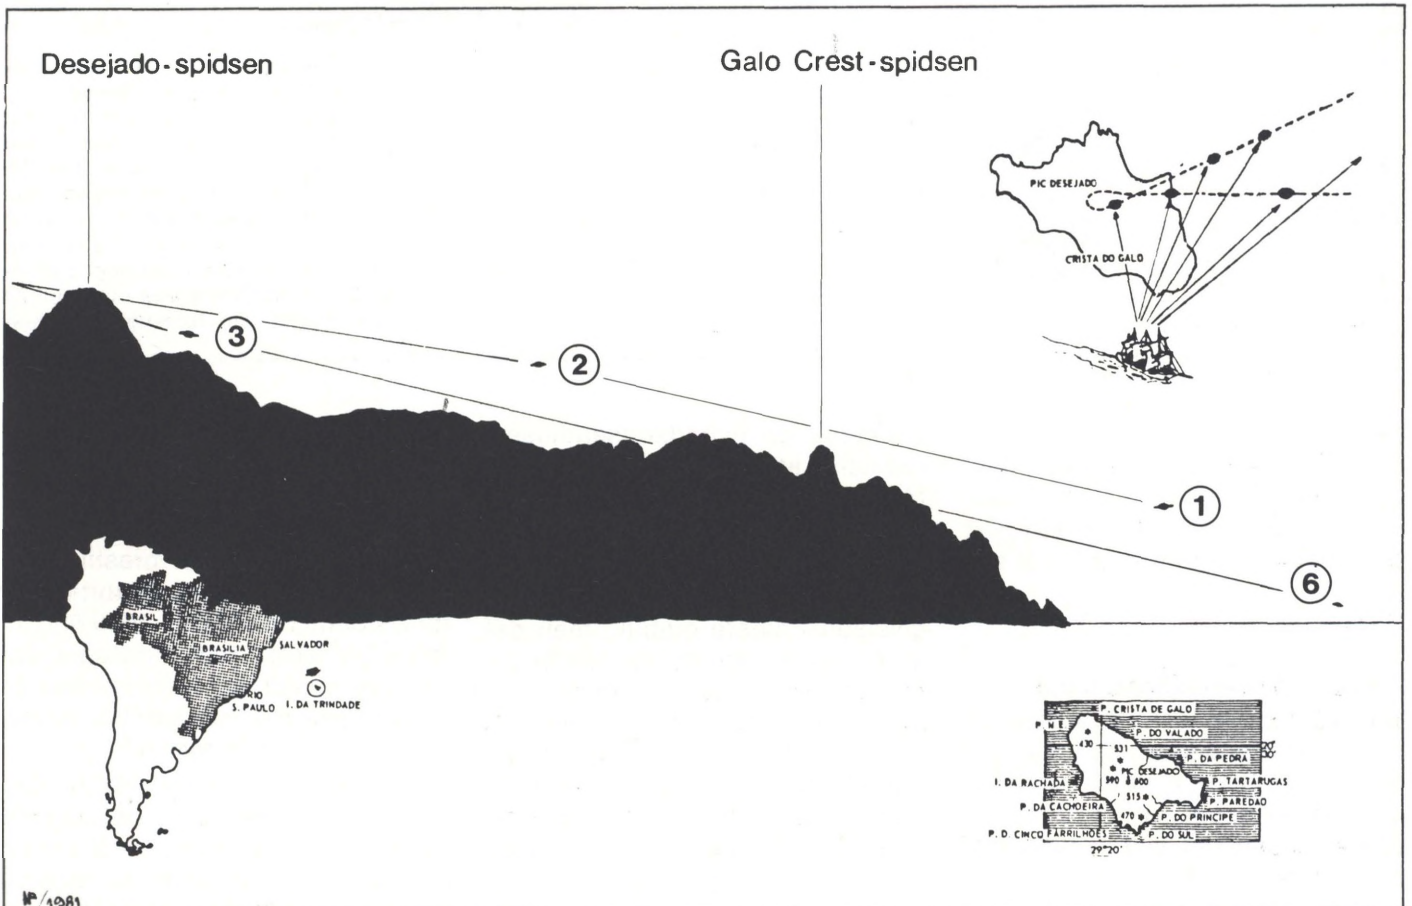 Desejado-spidsen
Galo Crest-spidsen
PIC DESEJADO
CRISTA DO GALO
3
2
1
6
BRASIL
BRASILIA
SALVADOR
RIO
S. PAULO
I. DA TRINDADE
P. CRISTA DE GALO
P. N E
P. DO VALADO
430
531
P. DA PEDRA
PIC DESEJADO
I. DA RACHADA
590
600
P. TARTARUGAS
515
P. PAREDAO
P. DA CACHOEIRA
470
P. DO PRINCIPE
P. D. CINCO FARRILHOES
P. DO SUL
29°20'
/1981